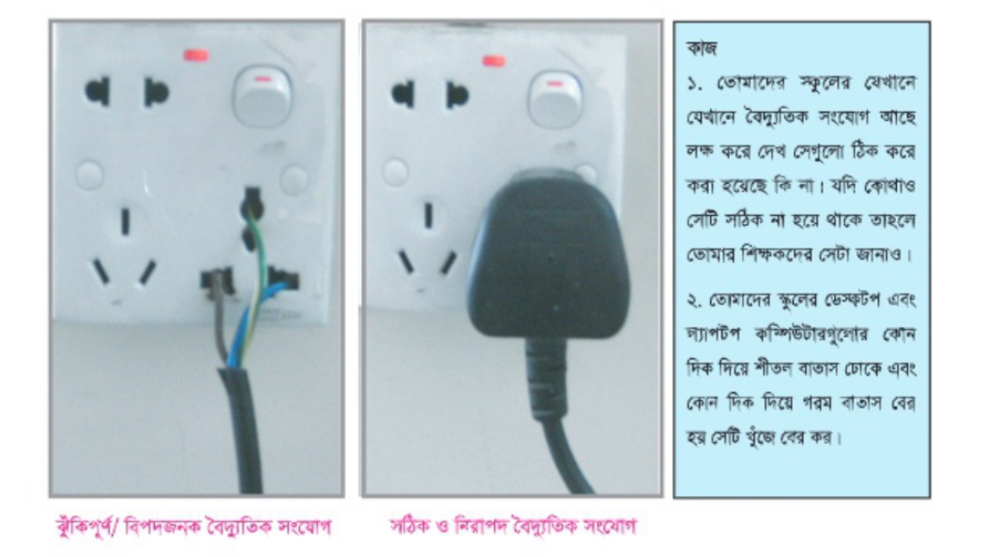 কাজ
১. তোমাদের স্কুলের যেখানে
যেখানে বৈদ্যুতিক সংযোগ আছে
লক্ষ করে দেখ সেগুলো ঠিক করে
করা হয়েছে কি না। যদি কোথাও
সেটি সঠিক না হয়ে থাকে তাহলে
তোমার শিক্ষকদের সেটা জানাও।
২. তোমাদের স্কুলের ডেস্কটপ এবং
ল্যাপটপ কম্পিউটারগুলোর কোন
দিক দিয়ে শীতল বাতাস ঢোকে এবং
কোন দিক দিয়ে গরম বাতাস বের
হয় সেটি খুঁজে বের কর।
ঝুঁকিপূর্ণ/ বিপদজনক বৈদ্যুতিক সংযোগ
সঠিক ও নিরাপদ বৈদ্যুতিক সংযোগ